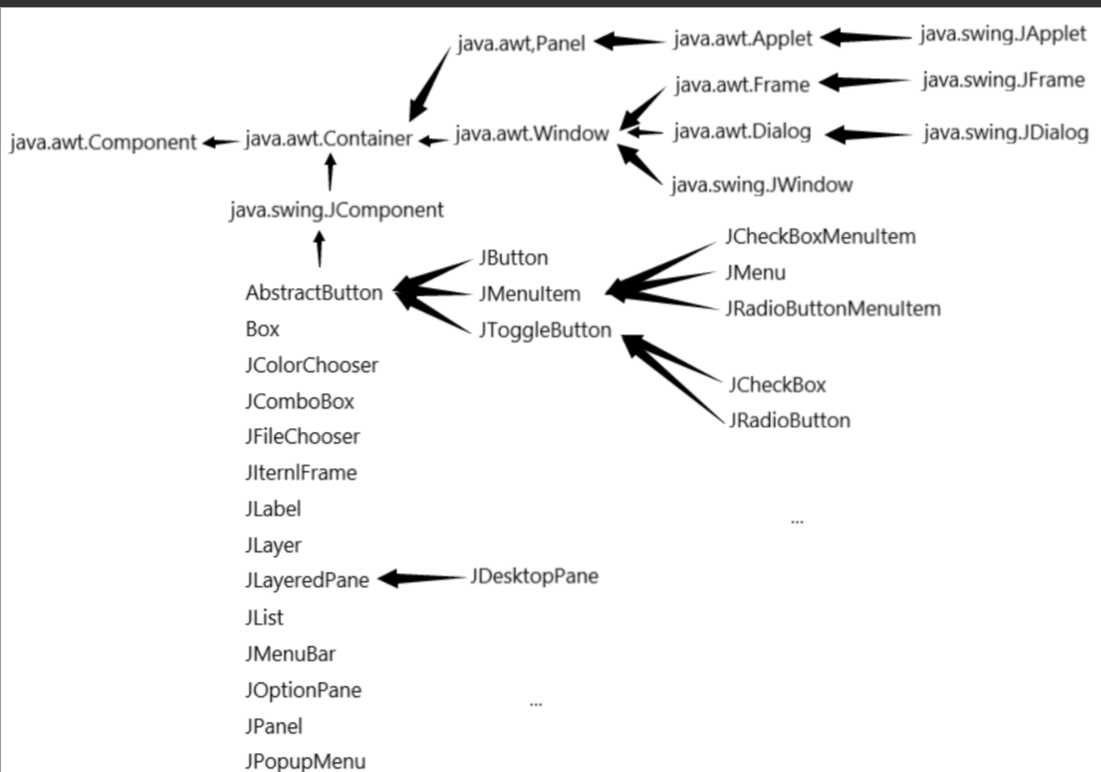 java.awt,Panel java.awt.Applet java.swing.JApplet
java.awt.Frame java.swing.JFrame
java.awt.Component java.awt.Container java.awt.Window java.awt.Dialog java.swing.JDialog
java.swing.JWindow
java.swing.JComponent
JCheckBoxMenuItem
JButton
JMenu
AbstractButton JMenuItem
JRadioButtonMenuItem
Box JToggleButton
JColorChooser
JCheckBox
JComboBox
JRadioButton
JFileChooser
JIternlFrame
JLabel
...
JLayer
JLayeredPane JDesktopPane
JList
JMenuBar
JOptionPane
...
JPanel
JPopupMenu